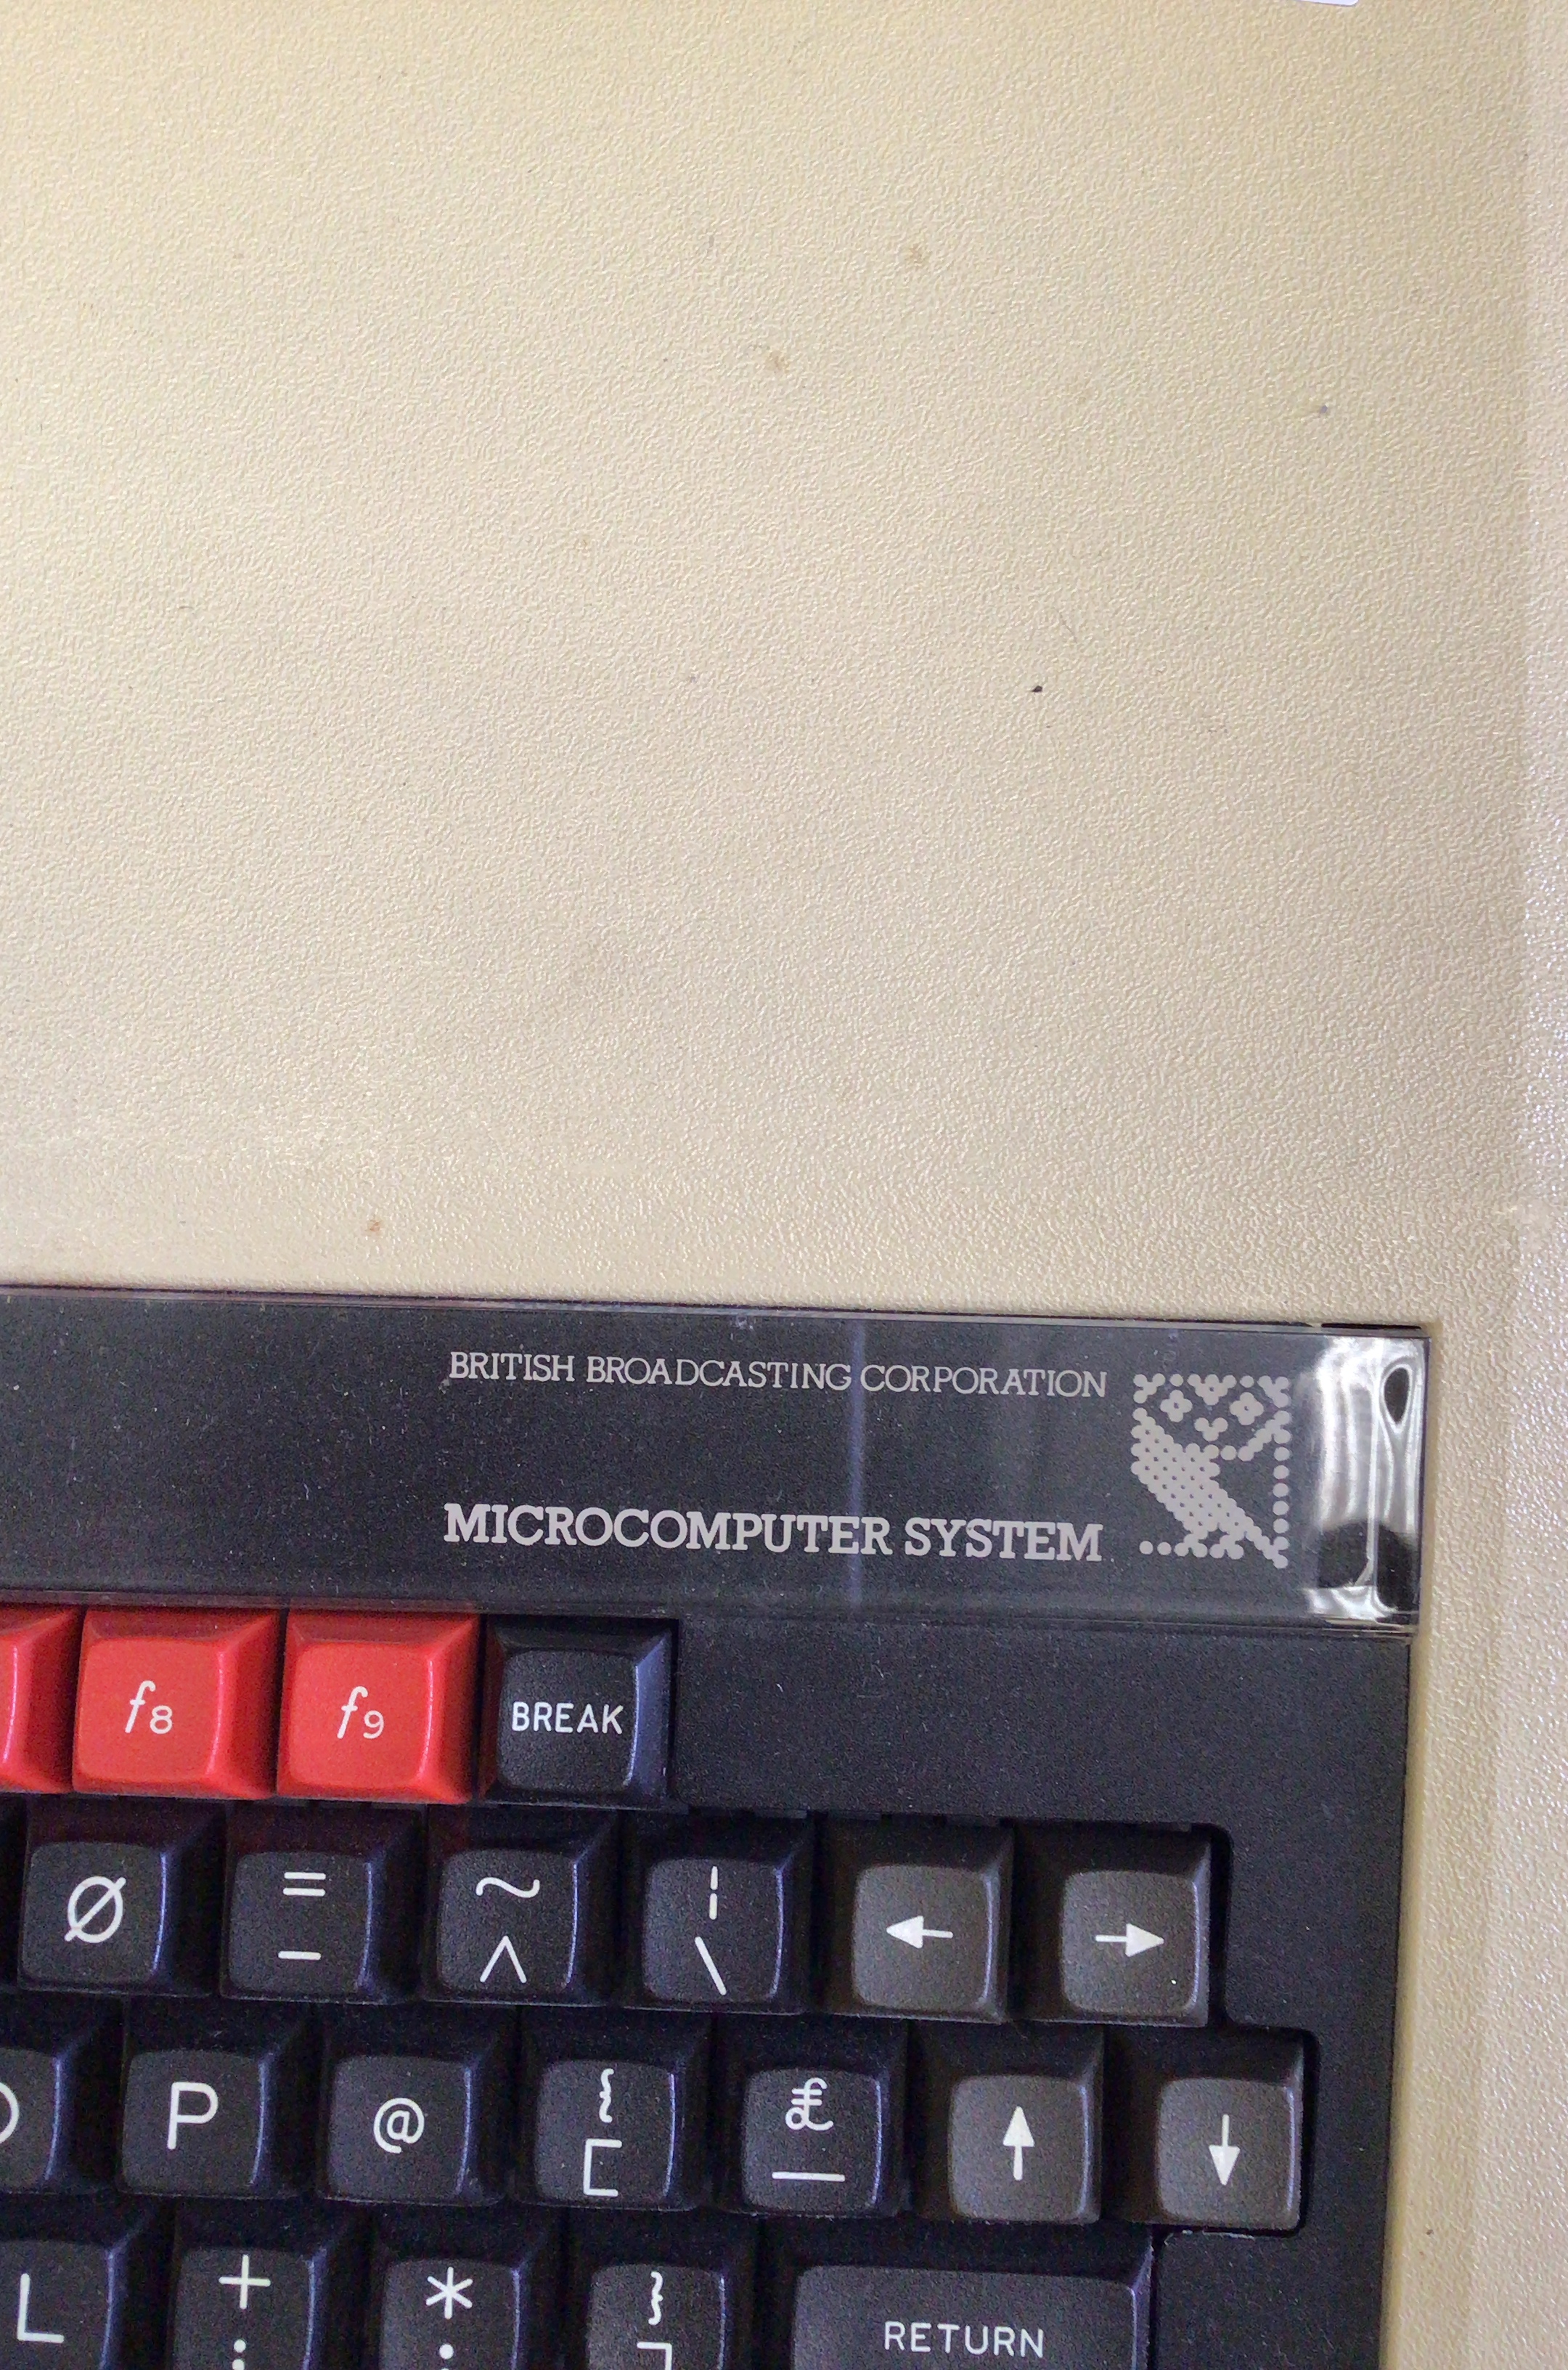 BRITISH BROADCASTING CORPORATION
MICROCOMPUTER SYSTEM
f8 f9 BREAK
Ø = - ~ ^ ¦ \ ← →
P @ { [ £ _ ↑ ↓
L + ; * : } ] RETURN